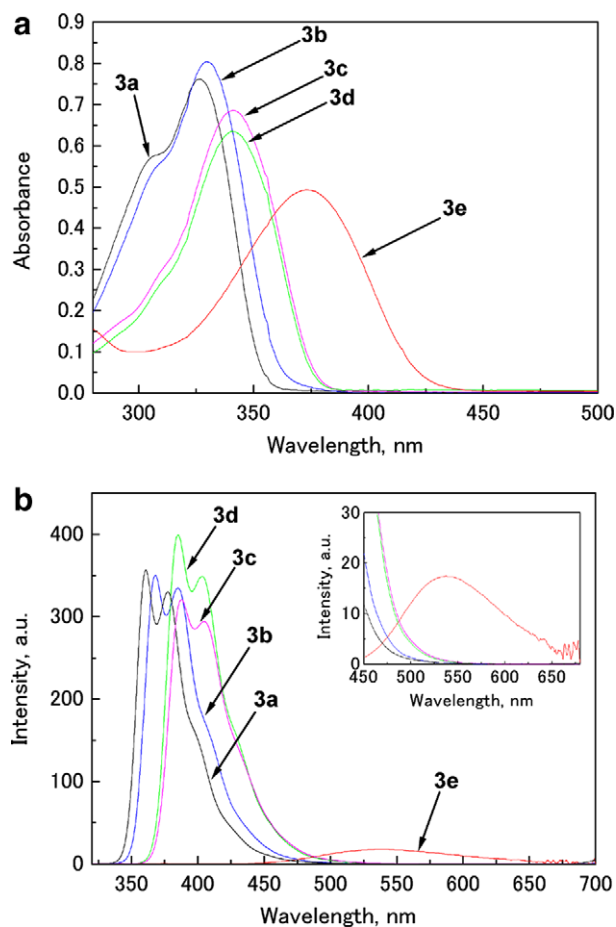 a
0.9
0.8
0.7
0.6
0.5
0.4
0.3
0.2
0.1
0.0
Absorbance
3a
3b
3c
3d
3e
300 350 400 450 500
Wavelength, nm
b
400
300
200
100
0
Intensity, a.u.
3d
3c
3b
3a
3e
30
20
10
0
Intensity, a.u.
450 500 550 600 650
Wavelength, nm
350 400 450 500 550 600 650 700
Wavelength, nm